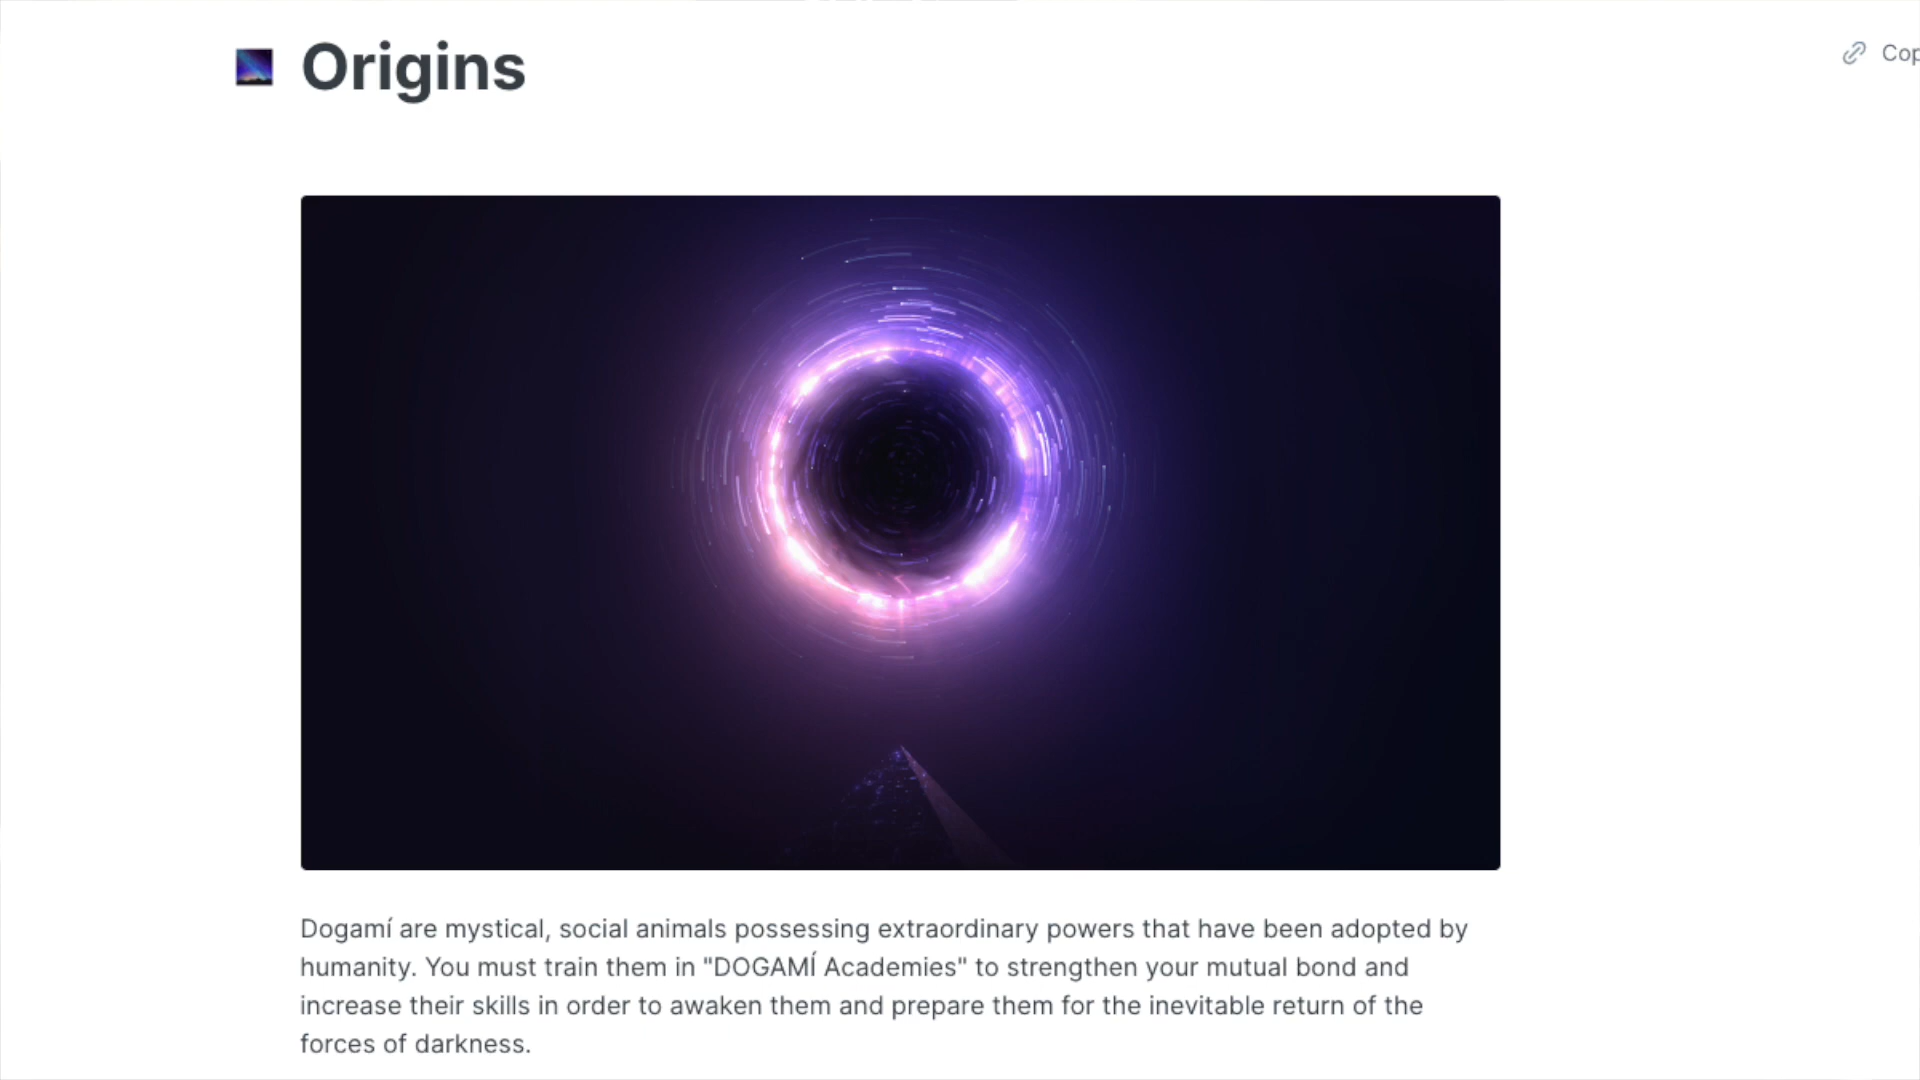 Origins
Cop
Dogamí are mystical, social animals possessing extraordinary powers that have been adopted by
humanity. You must train them in "DOGAMÍ Academies" to strengthen your mutual bond and
increase their skills in order to awaken them and prepare them for the inevitable return of the
forces of darkness.